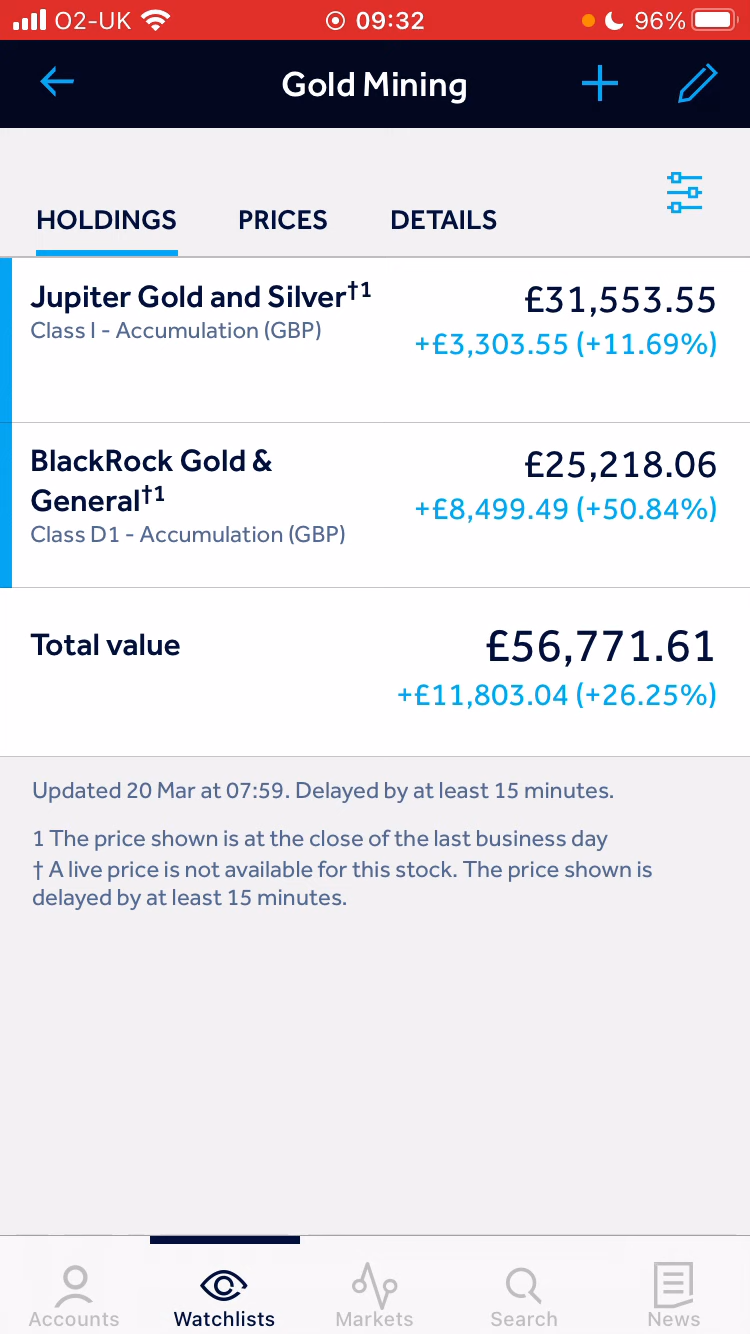 O2-UK 09:32 96%
Gold Mining
HOLDINGS PRICES DETAILS
Jupiter Gold and Silver†1 £31,553.55
Class I - Accumulation (GBP) +£3,303.55 (+11.69%)
BlackRock Gold & £25,218.06
General†1 +£8,499.49 (+50.84%)
Class D1 - Accumulation (GBP)
Total value £56,771.61
+£11,803.04 (+26.25%)
Updated 20 Mar at 07:59. Delayed by at least 15 minutes.
1 The price shown is at the close of the last business day
† A live price is not available for this stock. The price shown is
delayed by at least 15 minutes.
Accounts Watchlists Markets Search News